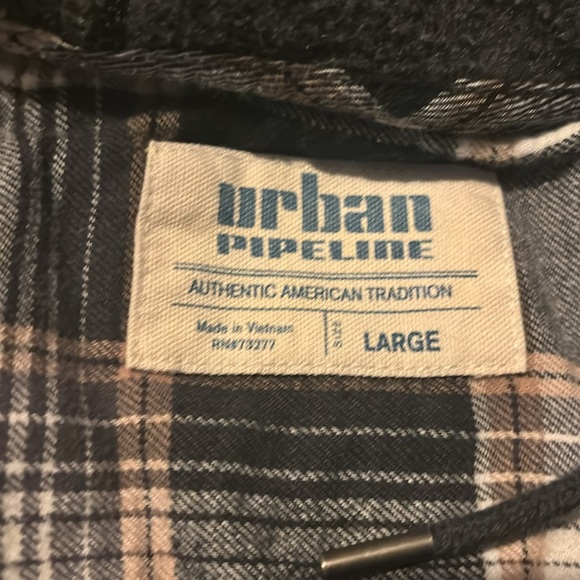 urban
PIPELINE
AUTHENTIC AMERICAN TRADITION
Made in Vietnam
RN#73277
SIZE
LARGE